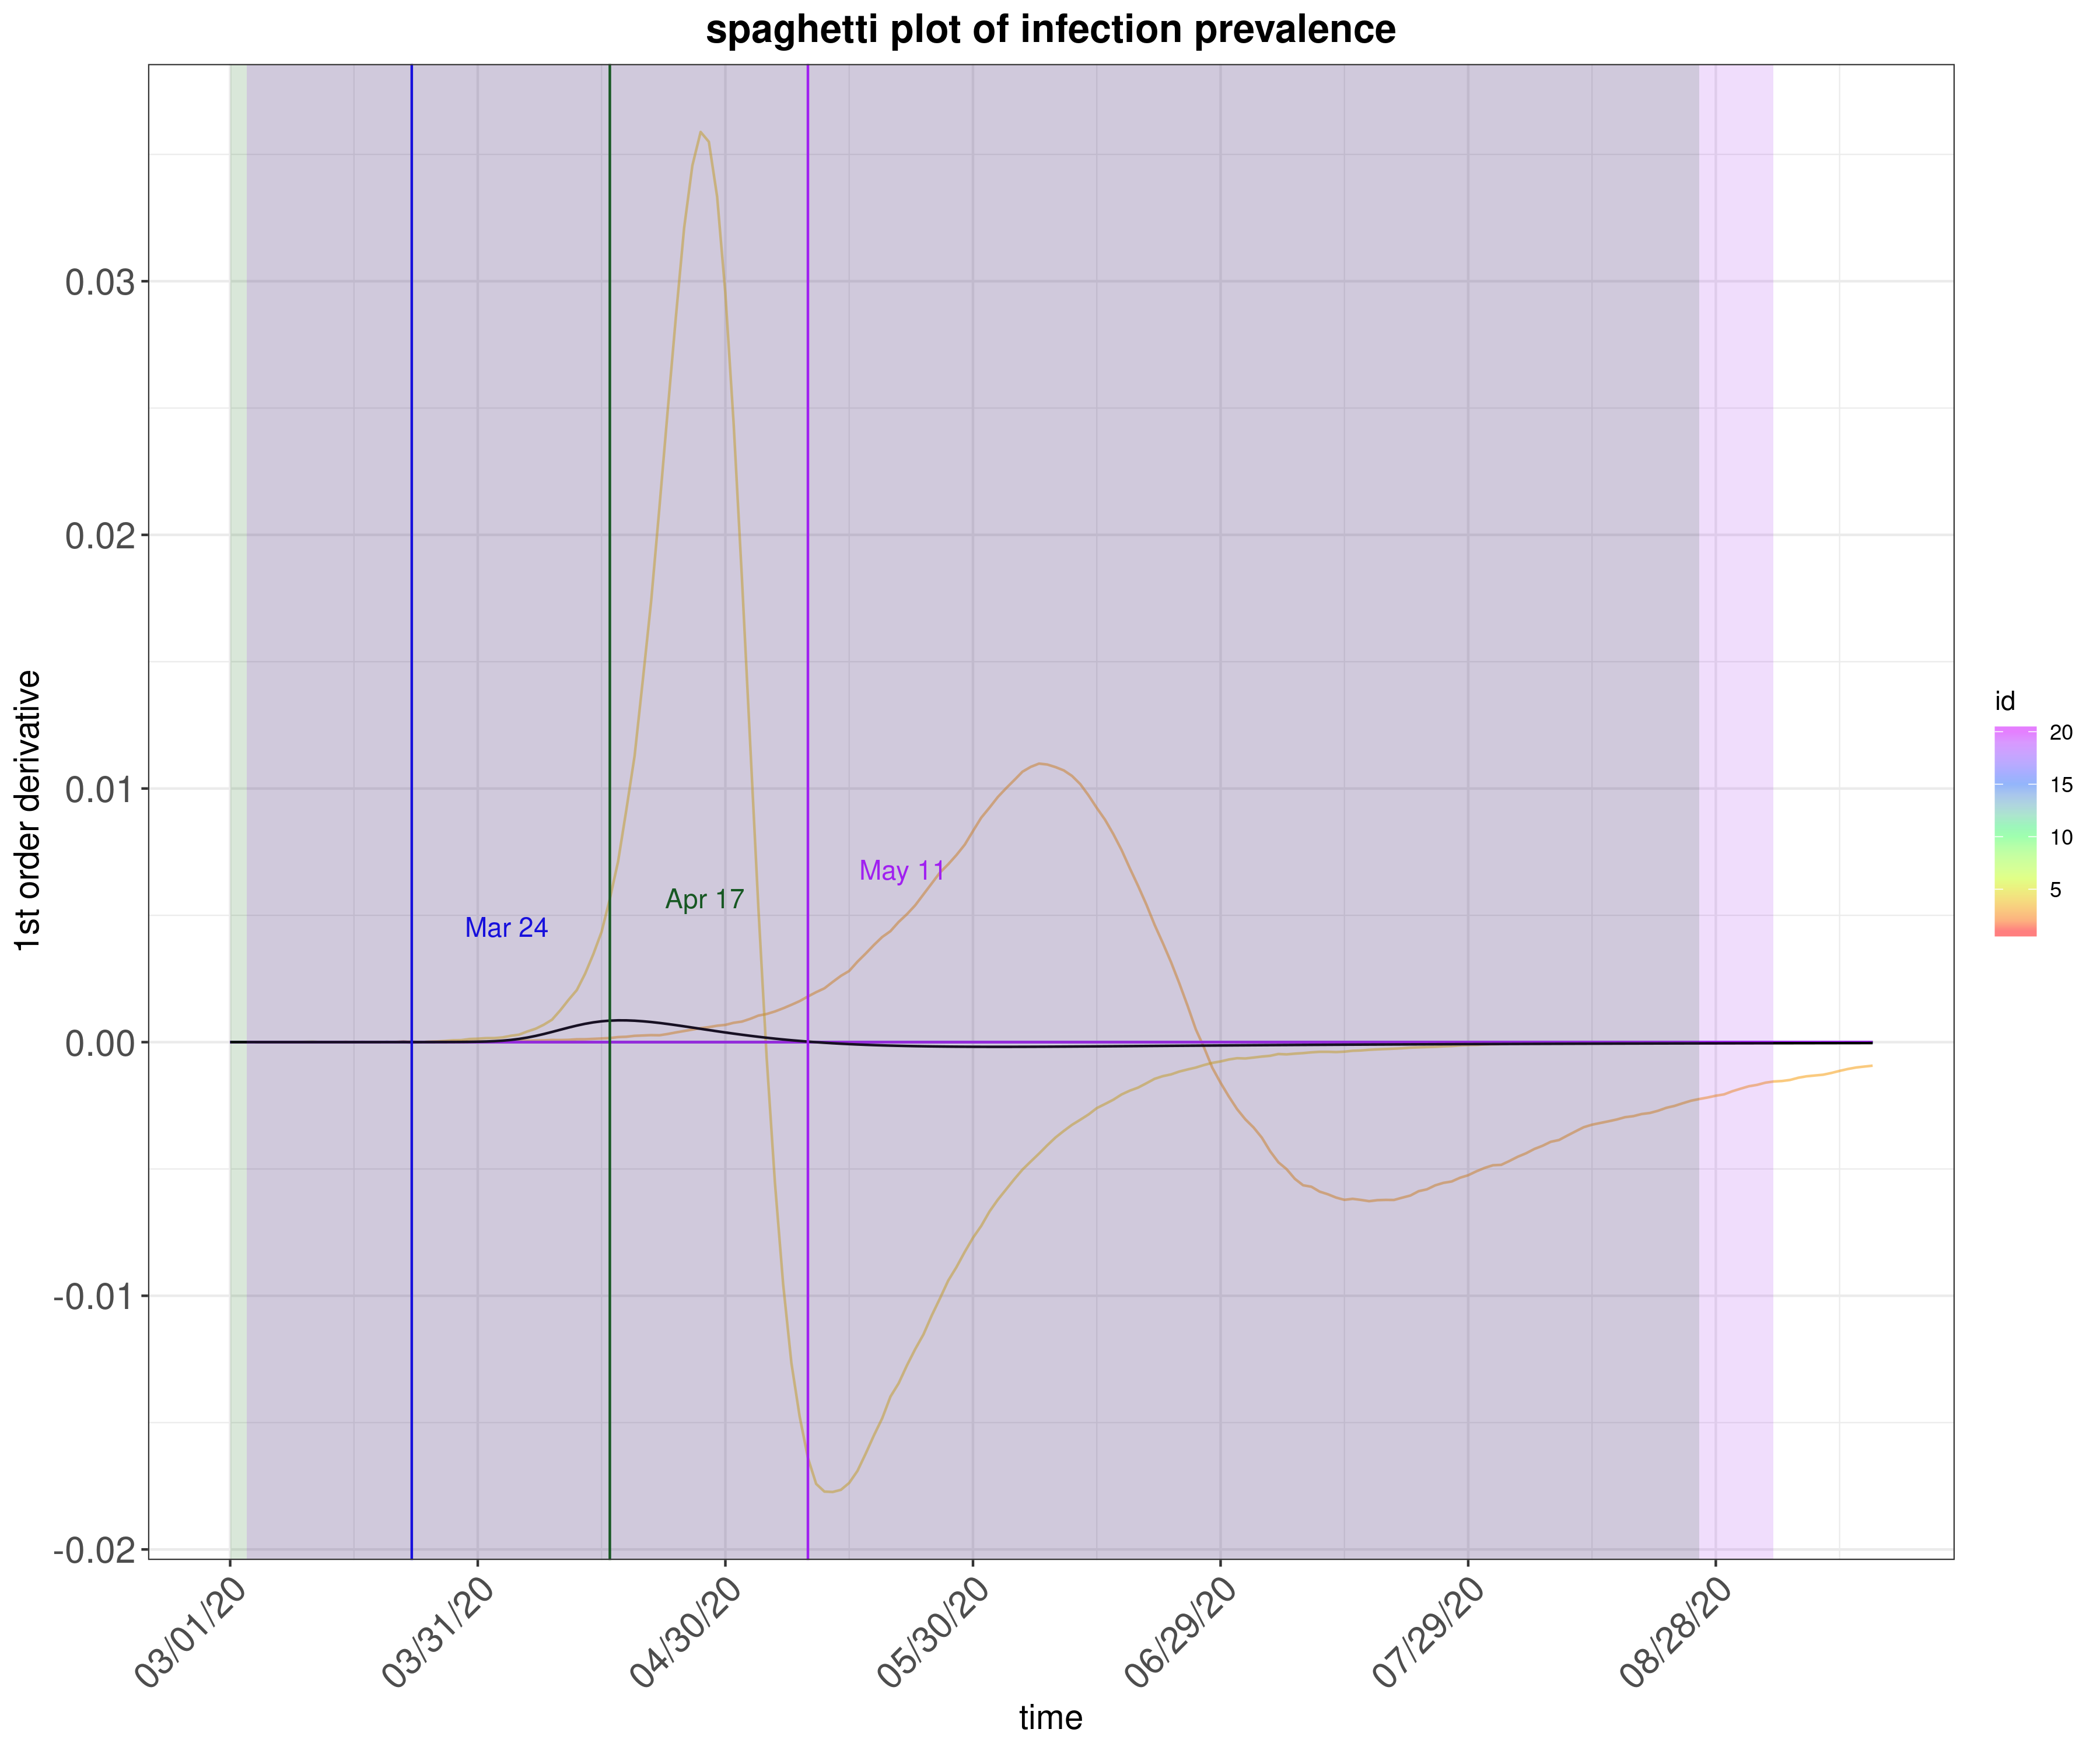 spaghetti plot of infection prevalence
1st order derivative
0.03
0.02
0.01
0.00
-0.01
-0.02
Mar 24
Apr 17
May 11
03/01/20
03/31/20
04/30/20
05/30/20
06/29/20
07/29/20
08/28/20
time
id
20
15
10
5